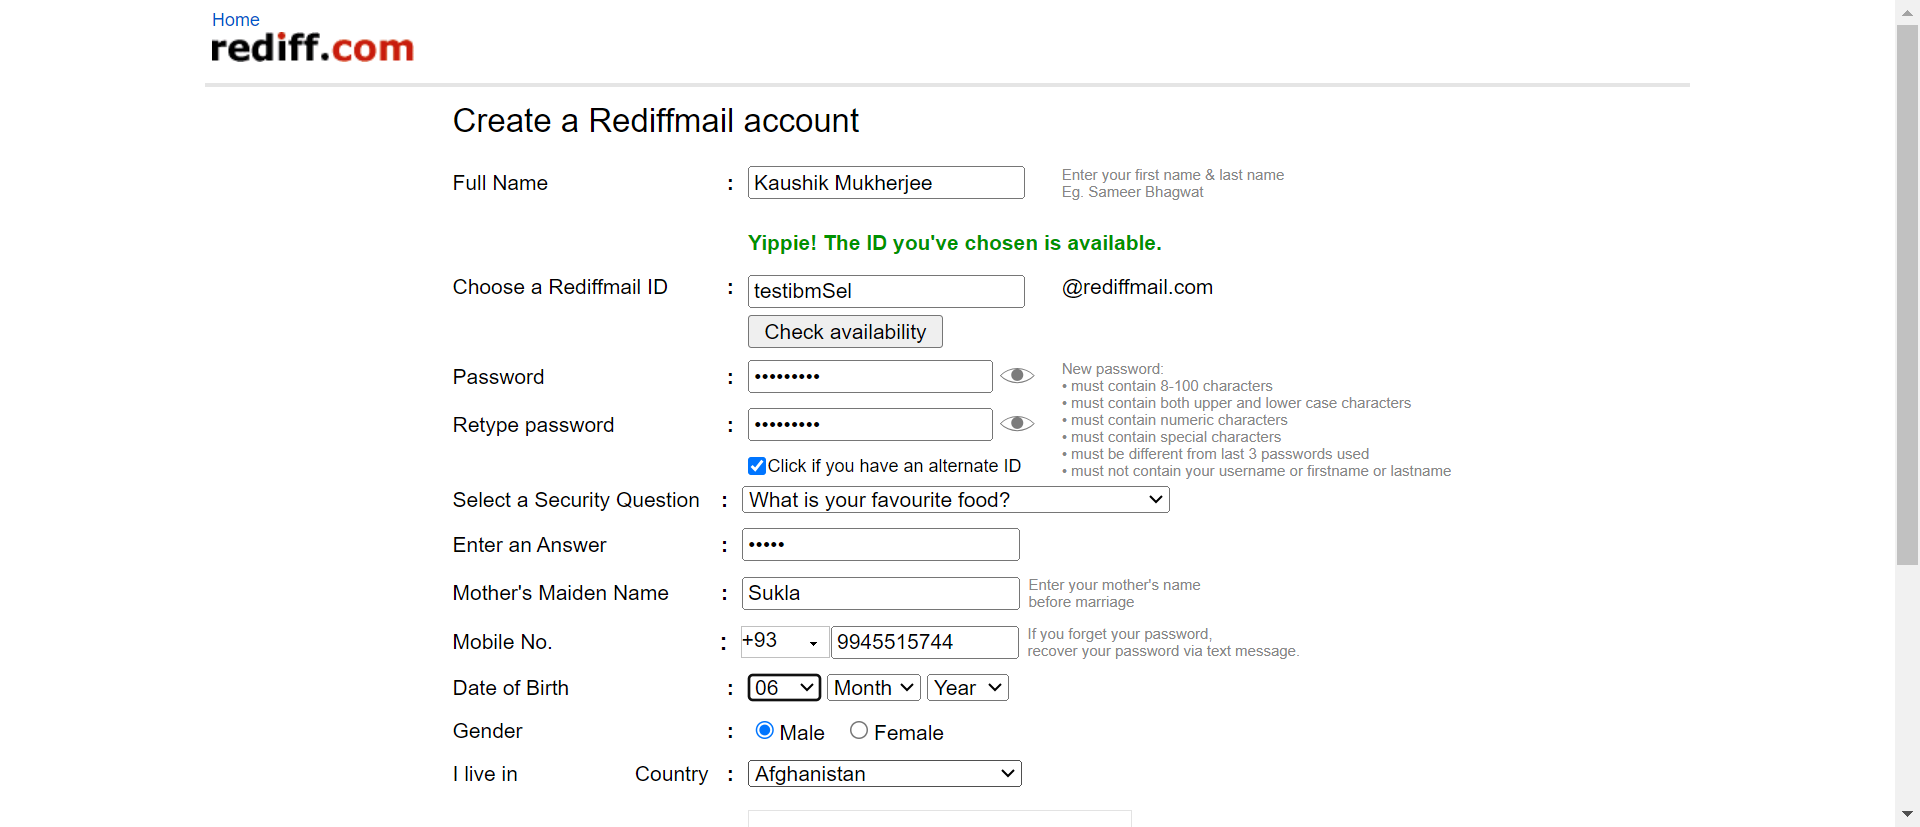 Home
rediff.com
Create a Rediffmail account
Full Name : Kaushik Mukherjee Enter your first name & last name
Eg. Sameer Bhagwat
Yippie! The ID you've chosen is available.
Choose a Rediffmail ID : testibmSel @rediffmail.com
Check availability
Password : ••••••••• New password:
• must contain 8-100 characters
• must contain both upper and lower case characters
Retype password : ••••••••• • must contain numeric characters
• must contain special characters
• must be different from last 3 passwords used
Click if you have an alternate ID • must not contain your username or firstname or lastname
Select a Security Question : What is your favourite food?
Enter an Answer : •••••
Mother's Maiden Name : Sukla Enter your mother's name
before marriage
Mobile No. : +93 9945515744 If you forget your password,
recover your password via text message.
Date of Birth : 06 Month Year
Gender : Male Female
I live in Country : Afghanistan